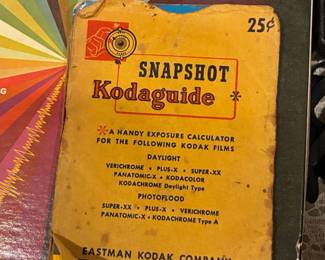 25¢
SNAPSHOT
Kodaguide *
*A HANDY EXPOSURE CALCULATOR
FOR THE FOLLOWING KODAK FILMS
DAYLIGHT
VERICHROME • PLUS-X • SUPER-XX
PANATOMIC-X • KODACOLOR
KODACHROME Daylight Type
PHOTOFLOOD
SUPER-XX • PLUS-X • VERICHROME
PANATOMIC-X • KODACHROME Type A
EASTMAN KODAK COMPANY